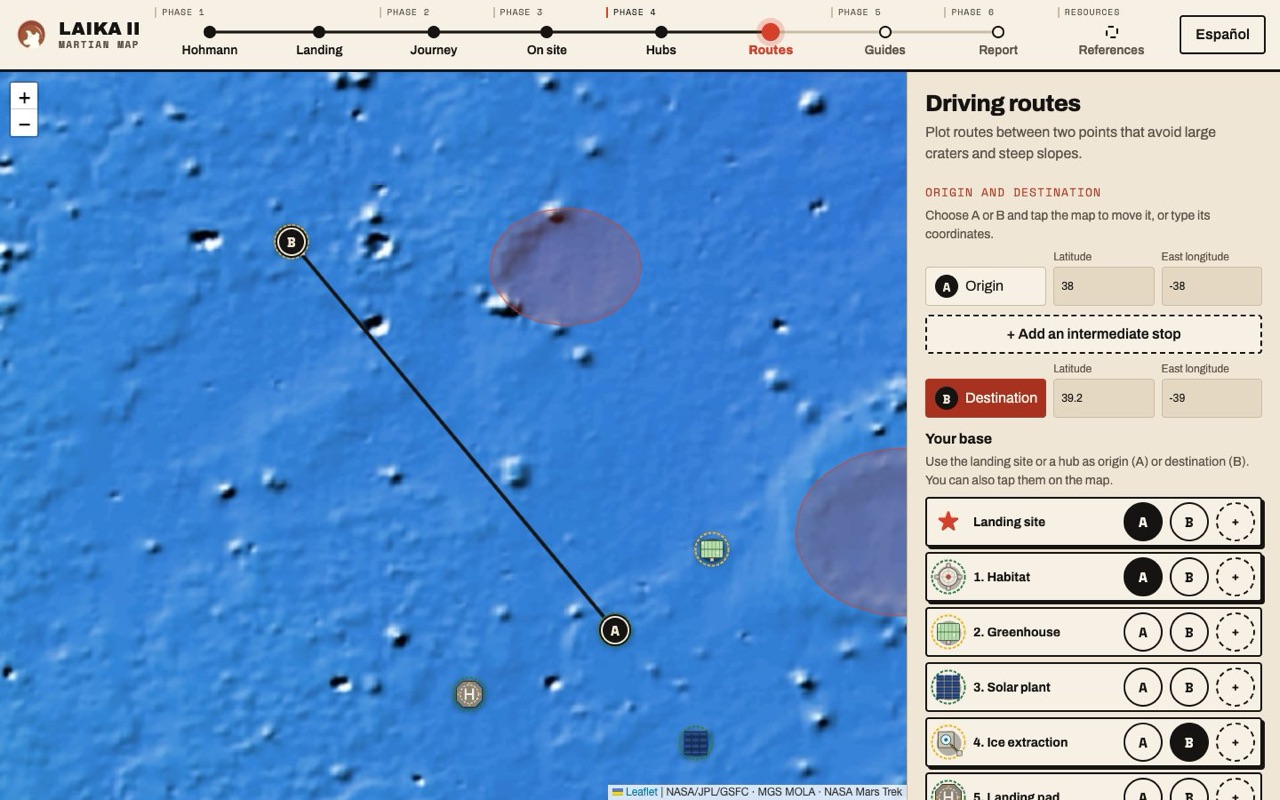 LAIKA II
MARTIAN MAP
PHASE 1
PHASE 2
PHASE 3
PHASE 4
PHASE 5
PHASE 6
RESOURCES
Hohmann
Landing
Journey
On site
Hubs
Routes
Guides
Report
References
Español
+
−
B
A
H
Leaflet | NASA/JPL/GSFC · MGS MOLA · NASA Mars Trek
Driving routes
Plot routes between two points that avoid large
craters and steep slopes.
ORIGIN AND DESTINATION
Choose A or B and tap the map to move it, or type its
coordinates.
Latitude
East longitude
A Origin
38
-38
+ Add an intermediate stop
Latitude
East longitude
B Destination
39.2
-39
Your base
Use the landing site or a hub as origin (A) or destination (B).
You can also tap them on the map.
Landing site A B +
1. Habitat A B +
2. Greenhouse A B +
3. Solar plant A B +
4. Ice extraction A B +
5. Landing pad A B +